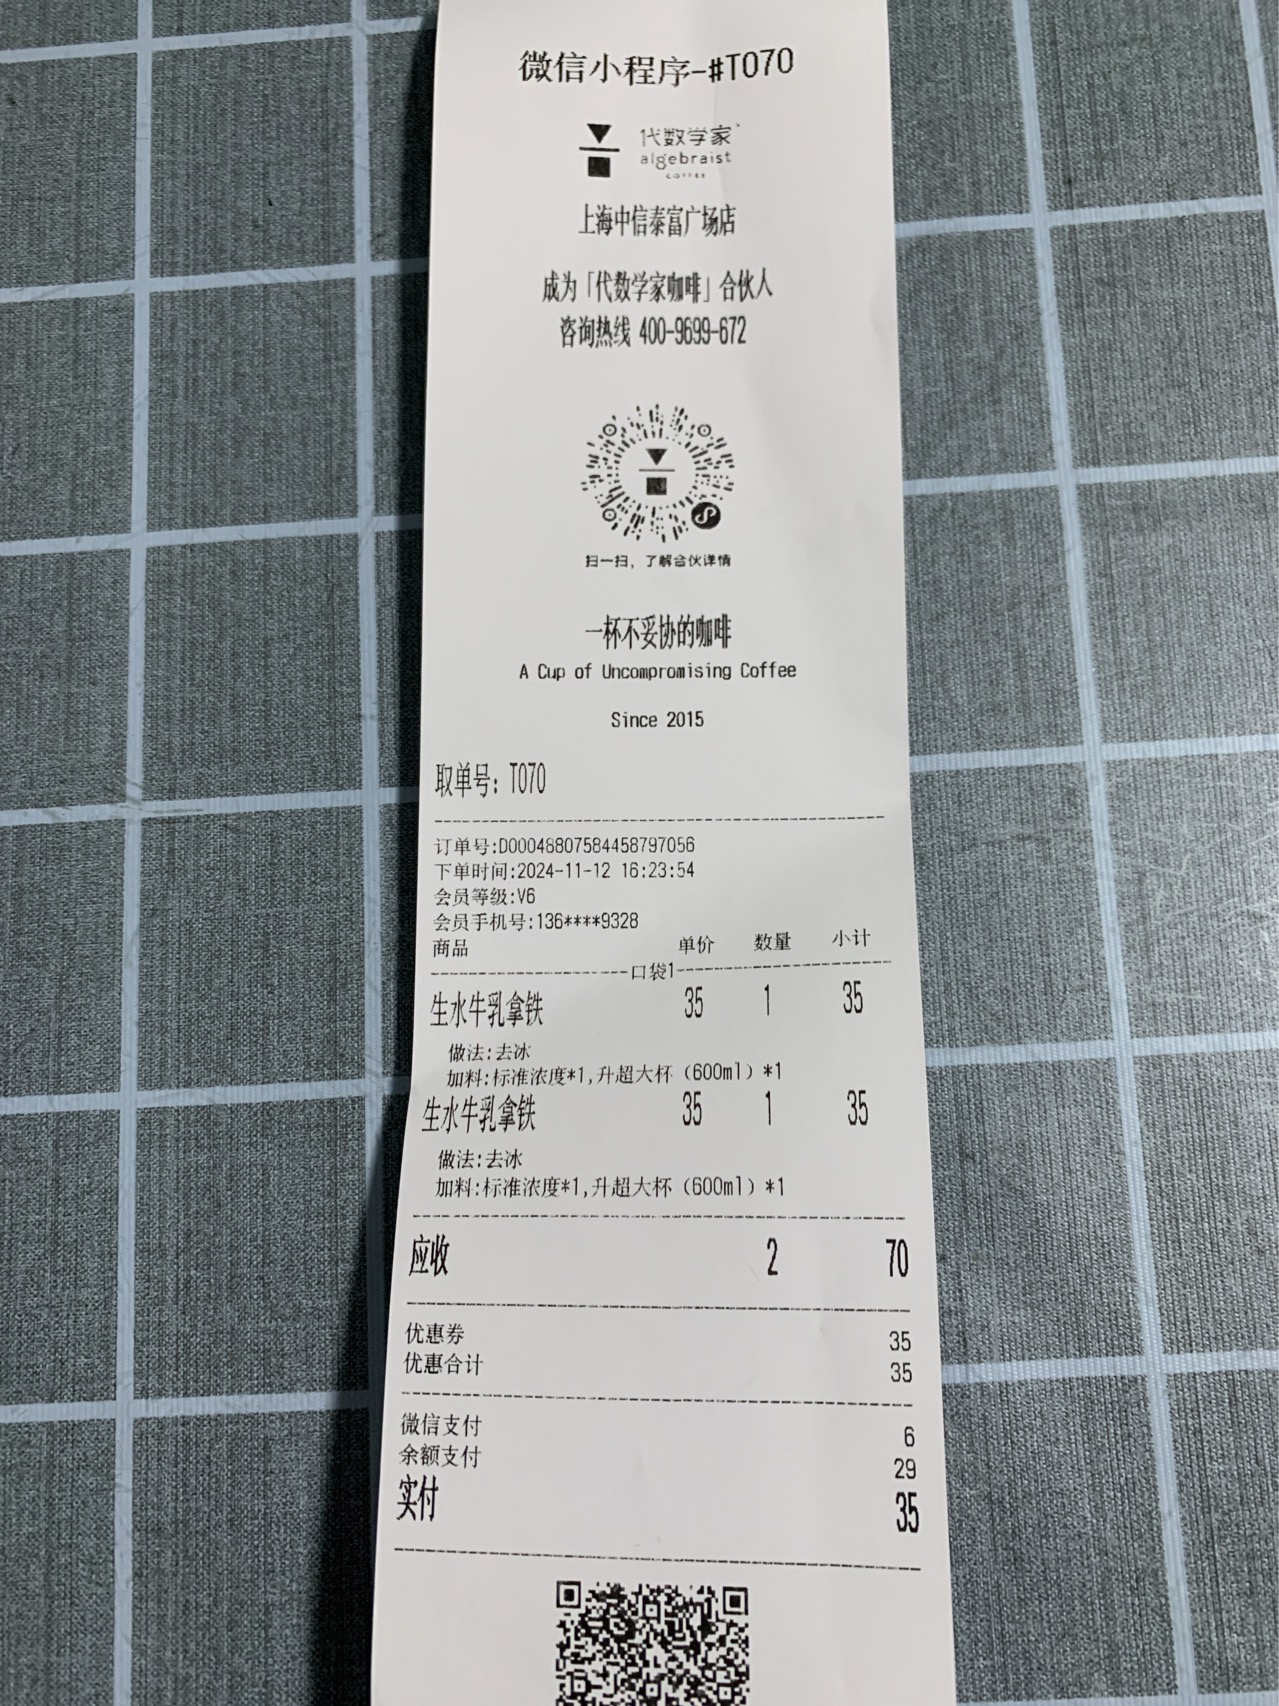 微信小程序-#T070
代数学家
algebraist
COFFEE
上海中信泰富广场店
成为「代数学家咖啡」合伙人
咨询热线 400-9699-672
扫一扫，了解合伙详情
一杯不妥协的咖啡
A Cup of Uncompromising Coffee
Since 2015
取单号: T070
订单号:D00048807584458797056
下单时间:2024-11-12 16:23:54
会员等级:V6
会员手机号:136****9328
商品 单价 数量 小计
口袋1
生水牛乳拿铁 35 1 35
做法:去冰
加料:标准浓度*1,升超大杯（600ml）*1
生水牛乳拿铁 35 1 35
做法:去冰
加料:标准浓度*1,升超大杯（600ml）*1
应收 2 70
优惠券 35
优惠合计 35
微信支付 6
余额支付 29
实付 35